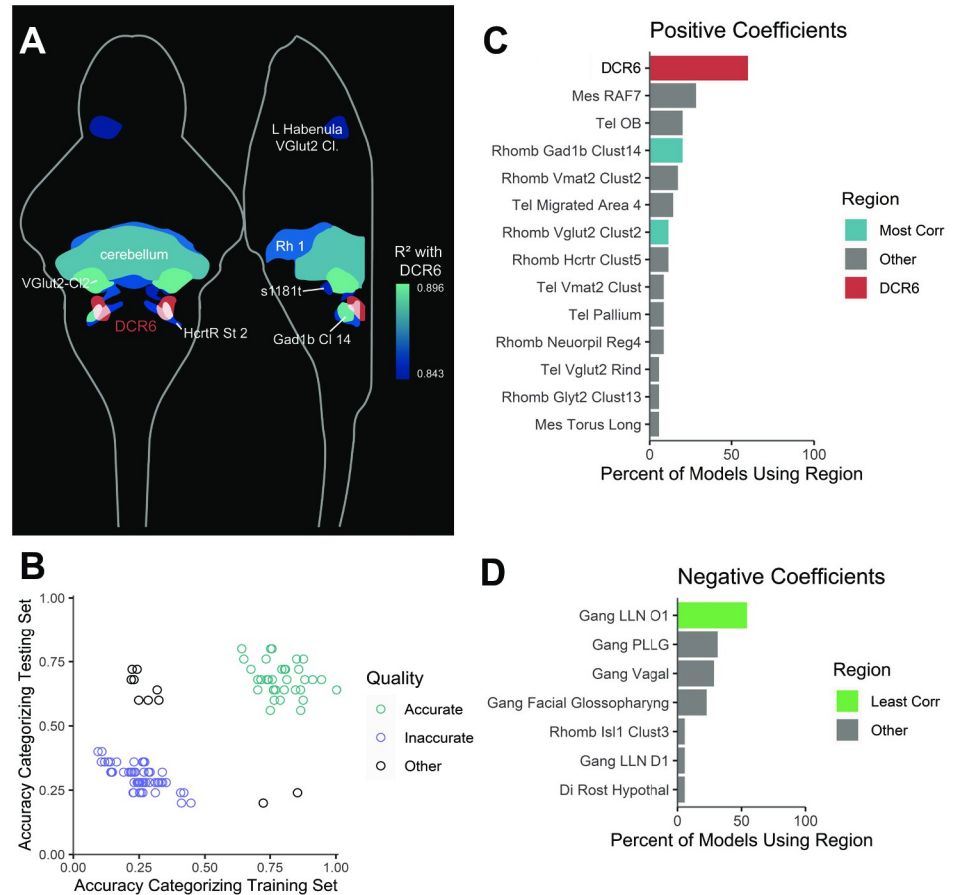 A
L Habenula
VGlut2 Cl.
Rh 1
cerebellum
VGlut2-Cl2
s1181t
DCR6
HcrtR St 2
Gad1b Cl 14
R² with
DCR6
0.896
0.843
C
Positive Coefficients
DCR6
Mes RAF7
Tel OB
Rhomb Gad1b Clust14
Rhomb Vmat2 Clust2
Tel Migrated Area 4
Rhomb Vglut2 Clust2
Rhomb Hcrtr Clust5
Tel Vmat2 Clust
Tel Pallium
Rhomb Neuorpil Reg4
Tel Vglut2 Rind
Rhomb Glyt2 Clust13
Mes Torus Long
0 50 100
Percent of Models Using Region
Region
Most Corr
Other
DCR6
B
Accuracy Categorizing Testing Set
1.00
0.75
0.50
0.25
0.00
0.00 0.25 0.50 0.75 1.00
Accuracy Categorizing Training Set
Quality
Accurate
Inaccurate
Other
D
Negative Coefficients
Gang LLN O1
Gang PLLG
Gang Vagal
Gang Facial Glossopharyng
Rhomb Isl1 Clust3
Gang LLN D1
Di Rost Hypothal
0 50 100
Percent of Models Using Region
Region
Least Corr
Other